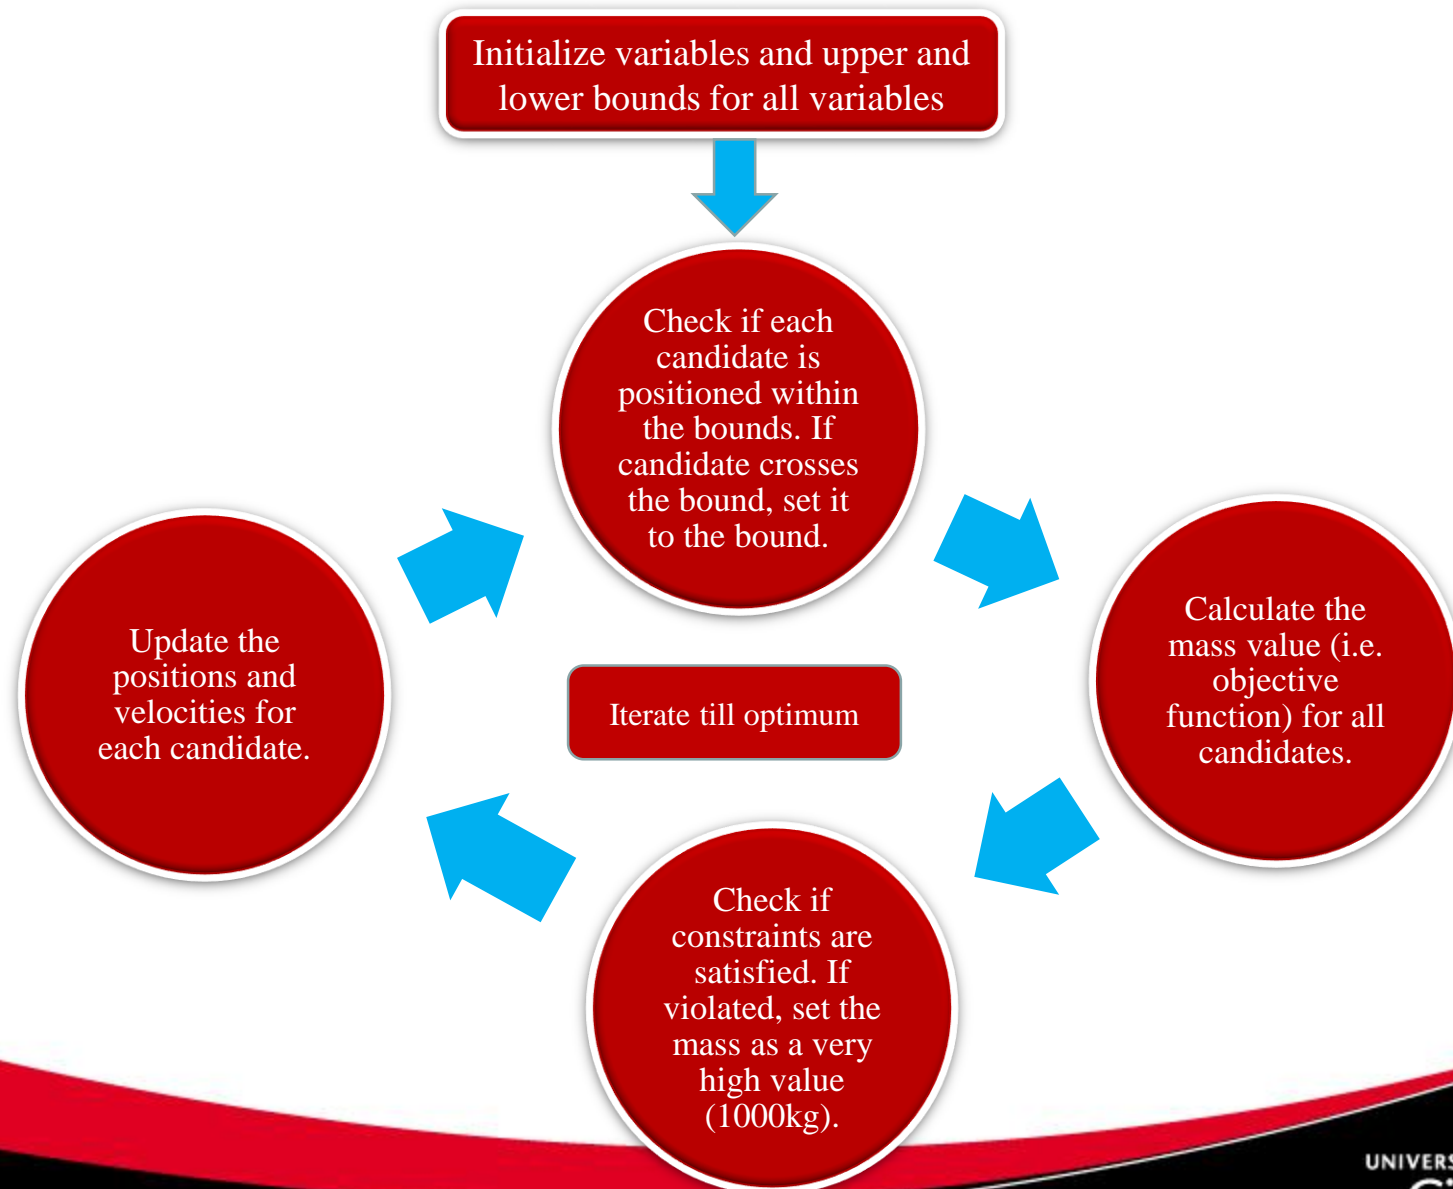 Initialize variables and upper and
lower bounds for all variables
Check if each
candidate is
positioned within
the bounds. If
candidate crosses
the bound, set it
to the bound.
Calculate the
mass value (i.e.
objective
function) for all
candidates.
Update the
positions and
velocities for
each candidate.
Iterate till optimum
Check if
constraints are
satisfied. If
violated, set the
mass as a very
high value
(1000kg).